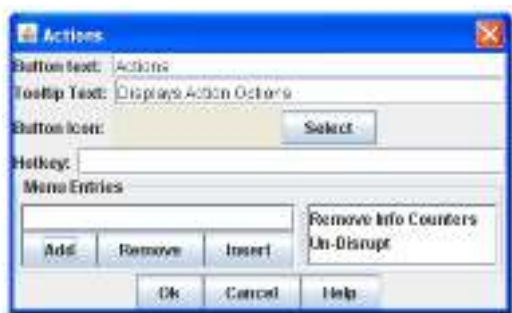 Actions
Button text: Actions
Tooltip Text: Displays Action Options
Button Icon: Select
Hotkey:
Menu Entries
Remove Info Counters
Un-Disrupt
Add Remove Insert
Ok Cancel Help